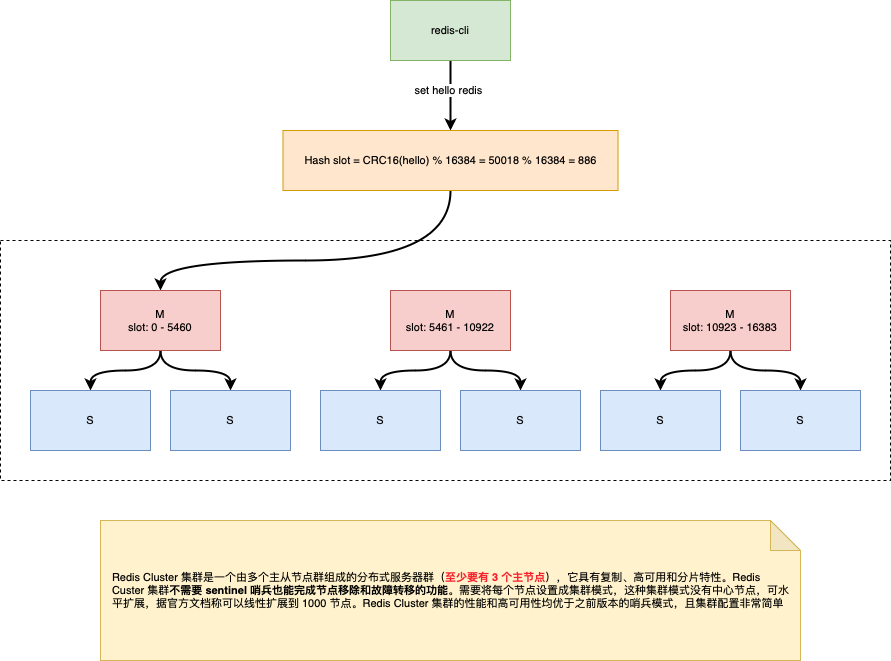 redis-cli
set hello redis
Hash slot = CRC16(hello) % 16384 = 50018 % 16384 = 886
M
slot: 0 - 5460
M
slot: 5461 - 10922
M
slot: 10923 - 16383
S
S
S
S
S
S
Redis Cluster 集群是一个由多个主从节点群组成的分布式服务器群（至少要有 3 个主节点），它具有复制、高可用和分片特性。Redis
Custer 集群不需要 sentinel 哨兵也能完成节点移除和故障转移的功能。需要将每个节点设置成集群模式，这种集群模式没有中心节点，可水
平扩展，据官方文档称可以线性扩展到 1000 节点。Redis Cluster 集群的性能和高可用性均优于之前版本的哨兵模式，且集群配置非常简单